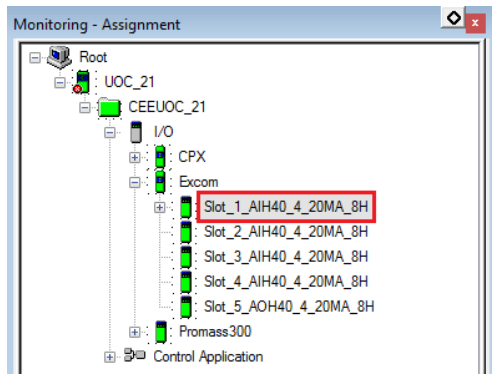 Monitoring - Assignment
Root
UOC_21
CEEUOC_21
I/O
CPX
Excom
Slot_1_AIH40_4_20MA_8H
Slot_2_AIH40_4_20MA_8H
Slot_3_AIH40_4_20MA_8H
Slot_4_AIH40_4_20MA_8H
Slot_5_AOH40_4_20MA_8H
Promass300
Control Application